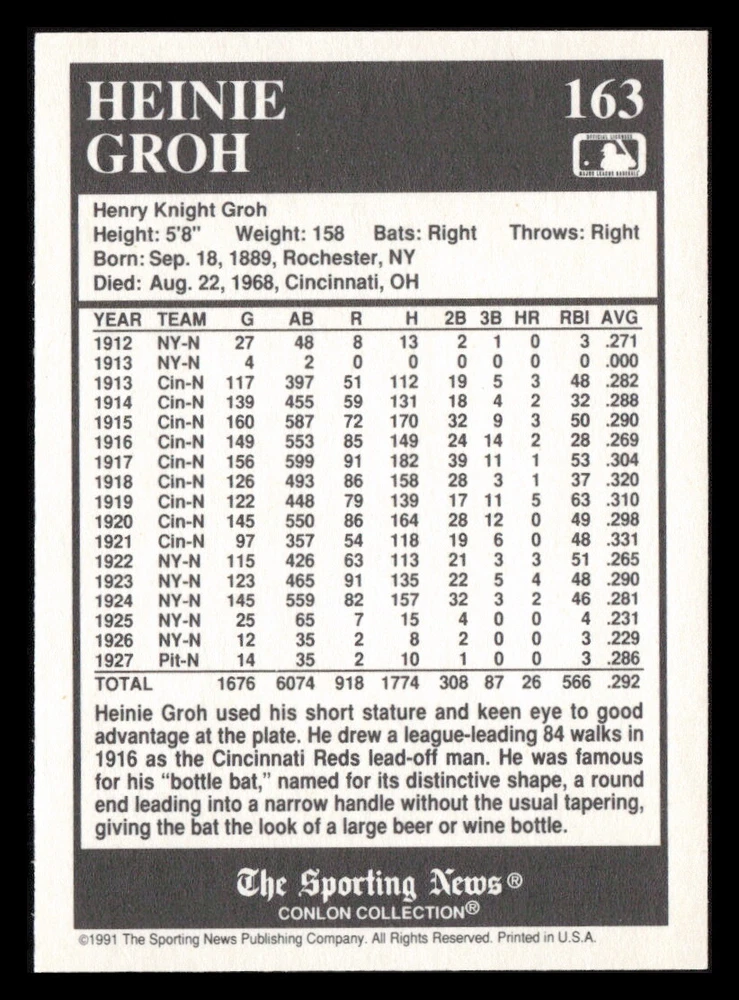 HEINIE
GROH
163
OFFICIAL LICENSEE
MAJOR LEAGUE BASEBALL
Henry Knight Groh
Height: 5'8" Weight: 158 Bats: Right Throws: Right
Born: Sep. 18, 1889, Rochester, NY
Died: Aug. 22, 1968, Cincinnati, OH
YEAR TEAM G AB R H 2B 3B HR RBI AVG
1912 NY-N 27 48 8 13 2 1 0 3 .271
1913 NY-N 4 2 0 0 0 0 0 0 .000
1913 Cin-N 117 397 51 112 19 5 3 48 .282
1914 Cin-N 139 455 59 131 18 4 2 32 .288
1915 Cin-N 160 587 72 170 32 9 3 50 .290
1916 Cin-N 149 553 85 149 24 14 2 28 .269
1917 Cin-N 156 599 91 182 39 11 1 53 .304
1918 Cin-N 126 493 86 158 28 3 1 37 .320
1919 Cin-N 122 448 79 139 17 11 5 63 .310
1920 Cin-N 145 550 86 164 28 12 0 49 .298
1921 Cin-N 97 357 54 118 19 6 0 48 .331
1922 NY-N 115 426 63 113 21 3 3 51 .265
1923 NY-N 123 465 91 135 22 5 4 48 .290
1924 NY-N 145 559 82 157 32 3 2 46 .281
1925 NY-N 25 65 7 15 4 0 0 4 .231
1926 NY-N 12 35 2 8 2 0 0 3 .229
1927 Pit-N 14 35 2 10 1 0 0 3 .286
TOTAL 1676 6074 918 1774 308 87 26 566 .292
Heinie Groh used his short stature and keen eye to good
advantage at the plate. He drew a league-leading 84 walks in
1916 as the Cincinnati Reds lead-off man. He was famous
for his “bottle bat,” named for its distinctive shape, a round
end leading into a narrow handle without the usual tapering,
giving the bat the look of a large beer or wine bottle.
The Sporting News®
CONLON COLLECTION®
©1991 The Sporting News Publishing Company. All Rights Reserved. Printed in U.S.A.